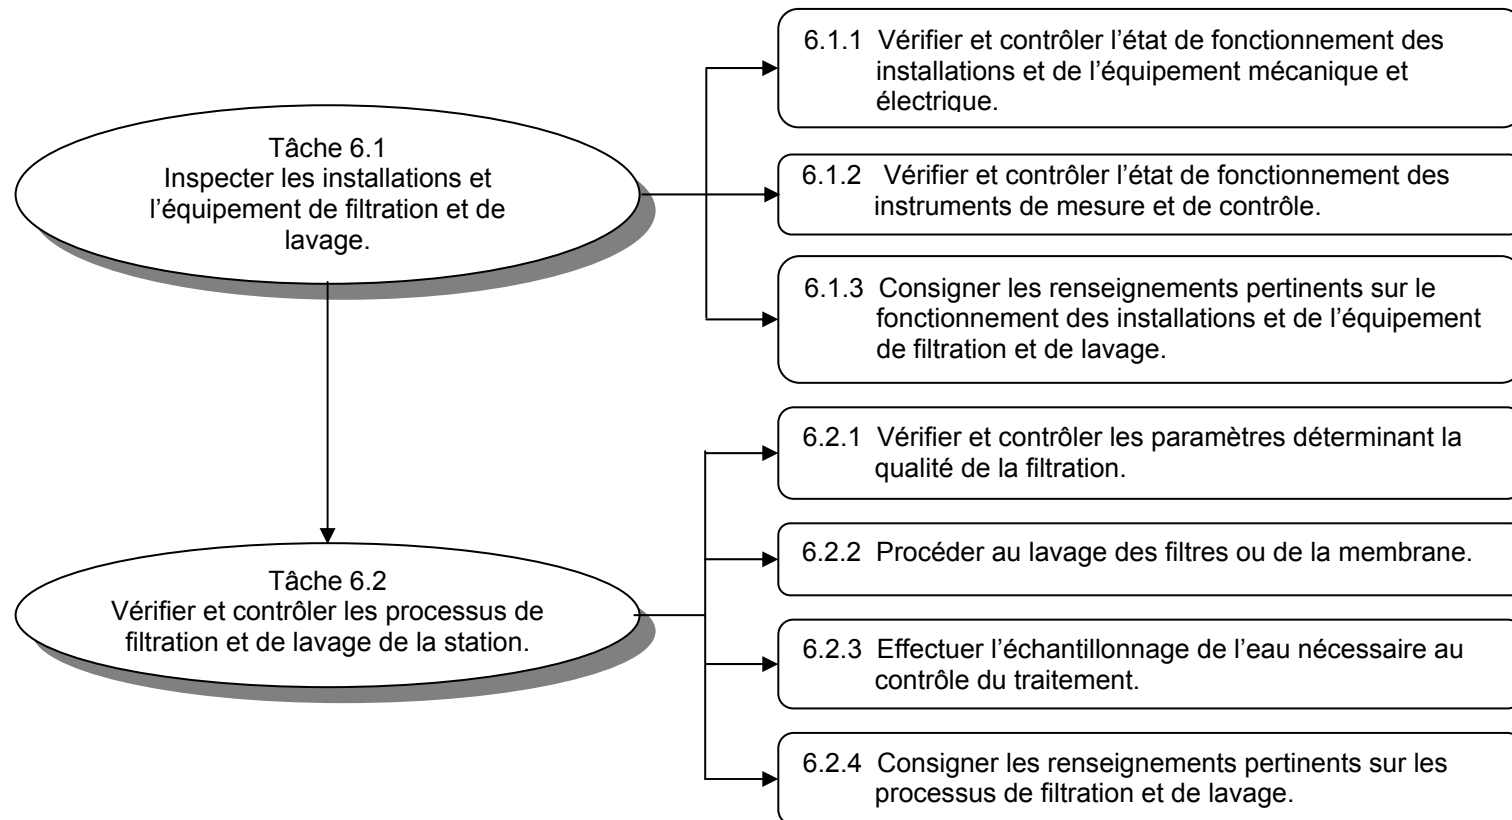 Tâche 6.1
Inspecter les installations et
l’équipement de filtration et de
lavage.
6.1.1 Vérifier et contrôler l’état de fonctionnement des
installations et de l’équipement mécanique et
électrique.
6.1.2 Vérifier et contrôler l’état de fonctionnement des
instruments de mesure et de contrôle.
6.1.3 Consigner les renseignements pertinents sur le
fonctionnement des installations et de l’équipement
de filtration et de lavage.
Tâche 6.2
Vérifier et contrôler les processus de
filtration et de lavage de la station.
6.2.1 Vérifier et contrôler les paramètres déterminant la
qualité de la filtration.
6.2.2 Procéder au lavage des filtres ou de la membrane.
6.2.3 Effectuer l’échantillonnage de l’eau nécessaire au
contrôle du traitement.
6.2.4 Consigner les renseignements pertinents sur les
processus de filtration et de lavage.